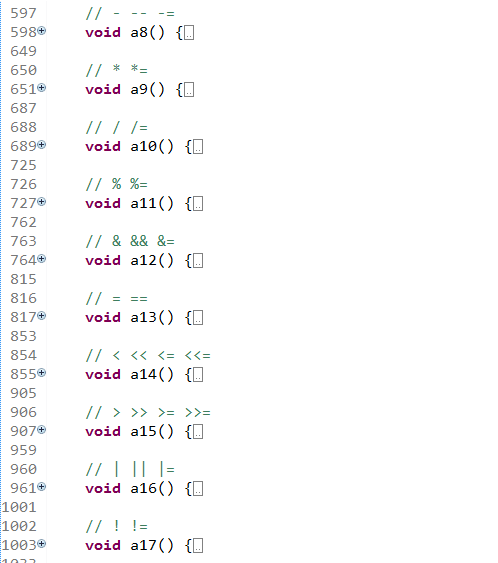 597 // - -- -=
598 void a8() {
649
650 // * *=
651 void a9() {
687
688 // / /=
689 void a10() {
725
726 // % %=
727 void a11() {
762
763 // & && &=
764 void a12() {
815
816 // = ==
817 void a13() {
853
854 // < << <= <<=
855 void a14() {
905
906 // > >> >= >>=
907 void a15() {
959
960 // | || |=
961 void a16() {
1001
1002 // ! !=
1003 void a17() {